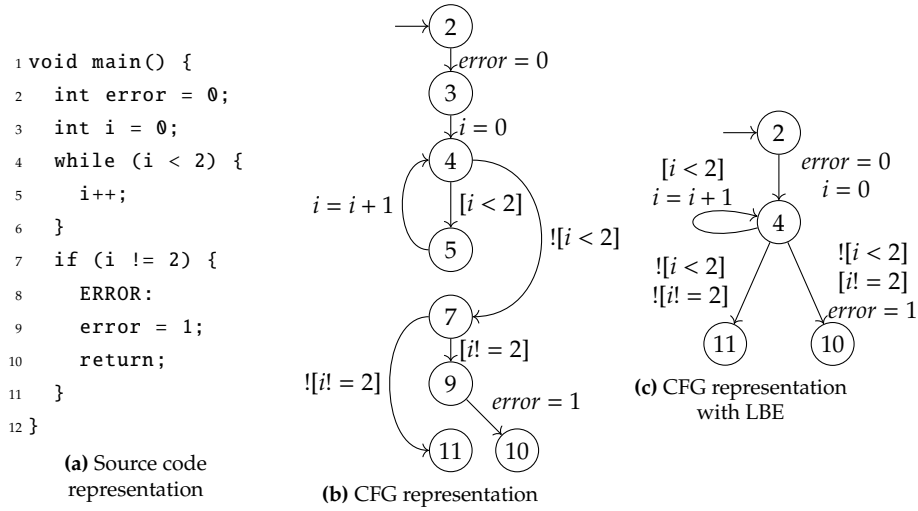 1 void main() {
2 int error = 0;
3 int i = 0;
4 while (i < 2) {
5 i++;
6 }
7 if (i != 2) {
8 ERROR:
9 error = 1;
10 return;
11 }
12 }
(a) Source code
representation
2
error = 0
3
i = 0
4
i = i + 1
[i < 2]
![i < 2]
5
7
![i! = 2]
[i! = 2]
9
error = 1
11
10
(b) CFG representation
2
error = 0
i = 0
[i < 2]
i = i + 1
4
![i < 2]
![i! = 2]
![i < 2]
[i! = 2]
error = 1
11
10
(c) CFG representation
with LBE